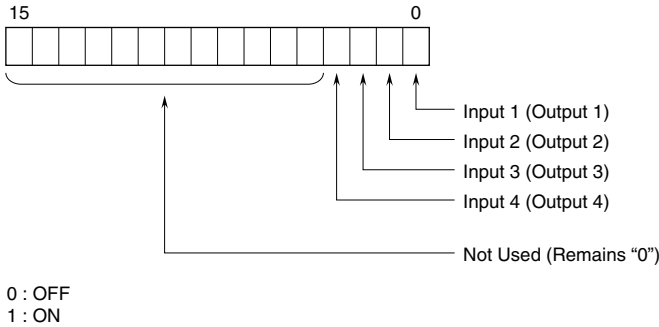 15 0
Input 1 (Output 1)
Input 2 (Output 2)
Input 3 (Output 3)
Input 4 (Output 4)
Not Used (Remains “0”)
0 : OFF
1 : ON